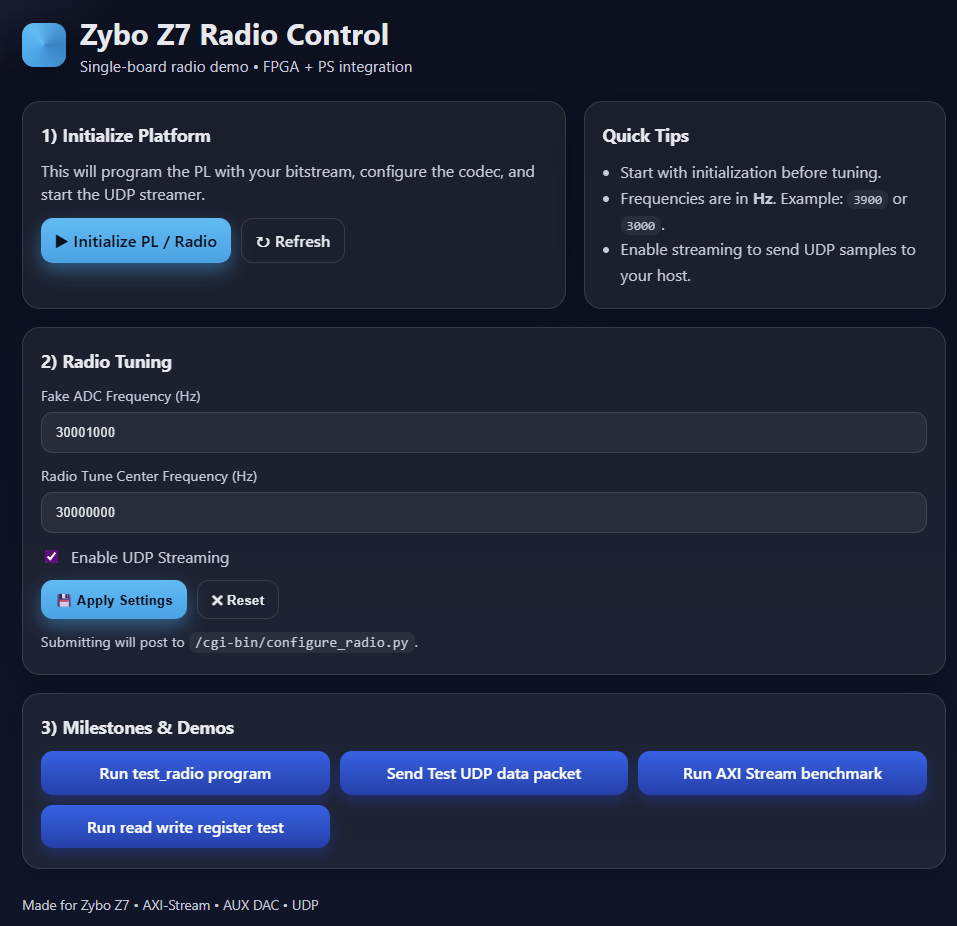 Zybo Z7 Radio Control
Single-board radio demo • FPGA + PS integration
1) Initialize Platform
This will program the PL with your bitstream, configure the codec, and
start the UDP streamer.
▶ Initialize PL / Radio
↻ Refresh
Quick Tips
• Start with initialization before tuning.
• Frequencies are in Hz. Example: 3900 or
3000.
• Enable streaming to send UDP samples to
your host.
2) Radio Tuning
Fake ADC Frequency (Hz)
30001000
Radio Tune Center Frequency (Hz)
30000000
Enable UDP Streaming
💾 Apply Settings
✖ Reset
Submitting will post to /cgi-bin/configure_radio.py.
3) Milestones & Demos
Run test_radio program
Send Test UDP data packet
Run AXI Stream benchmark
Run read write register test
Made for Zybo Z7 • AXI-Stream • AUX DAC • UDP